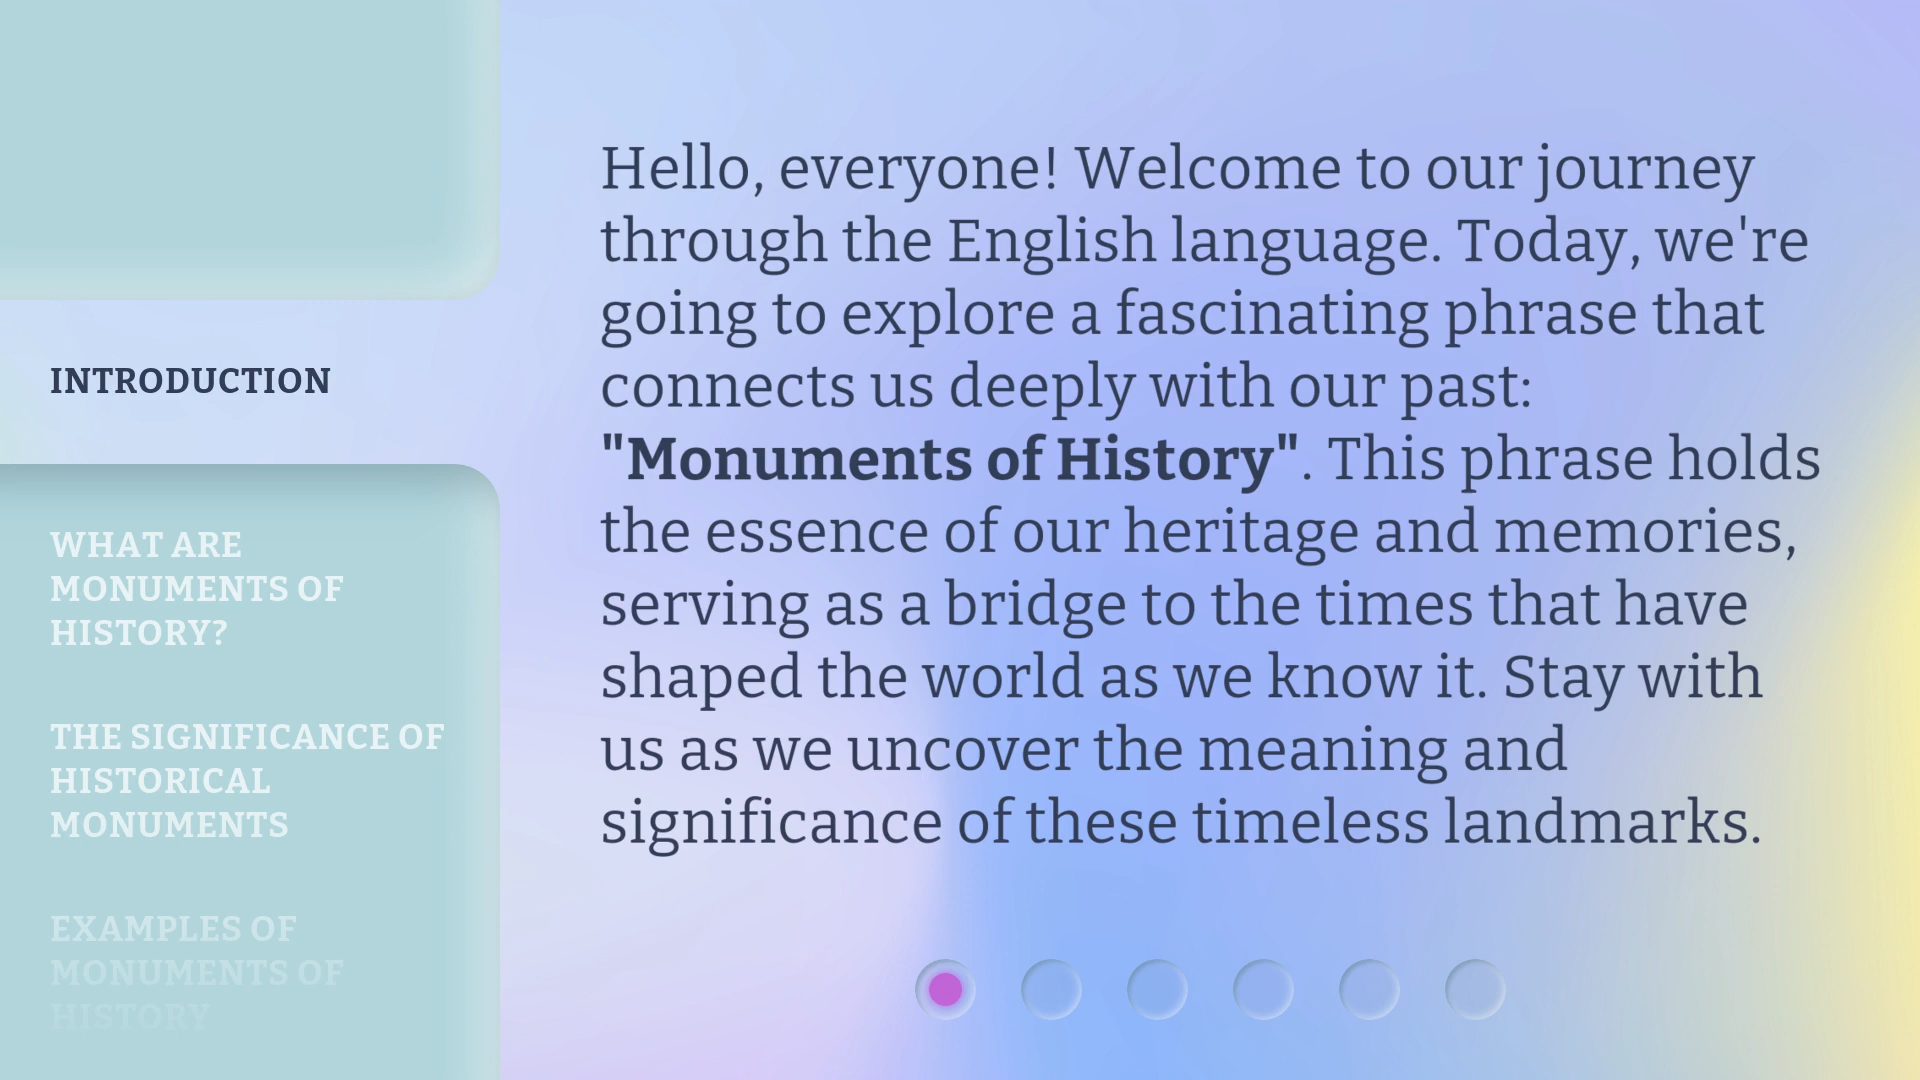 INTRODUCTION
WHAT ARE
MONUMENTS OF
HISTORY?
THE SIGNIFICANCE OF
HISTORICAL
MONUMENTS
EXAMPLES OF
MONUMENTS OF
HISTORY
Hello, everyone! Welcome to our journey
through the English language. Today, we're
going to explore a fascinating phrase that
connects us deeply with our past:
"Monuments of History". This phrase holds
the essence of our heritage and memories,
serving as a bridge to the times that have
shaped the world as we know it. Stay with
us as we uncover the meaning and
significance of these timeless landmarks.